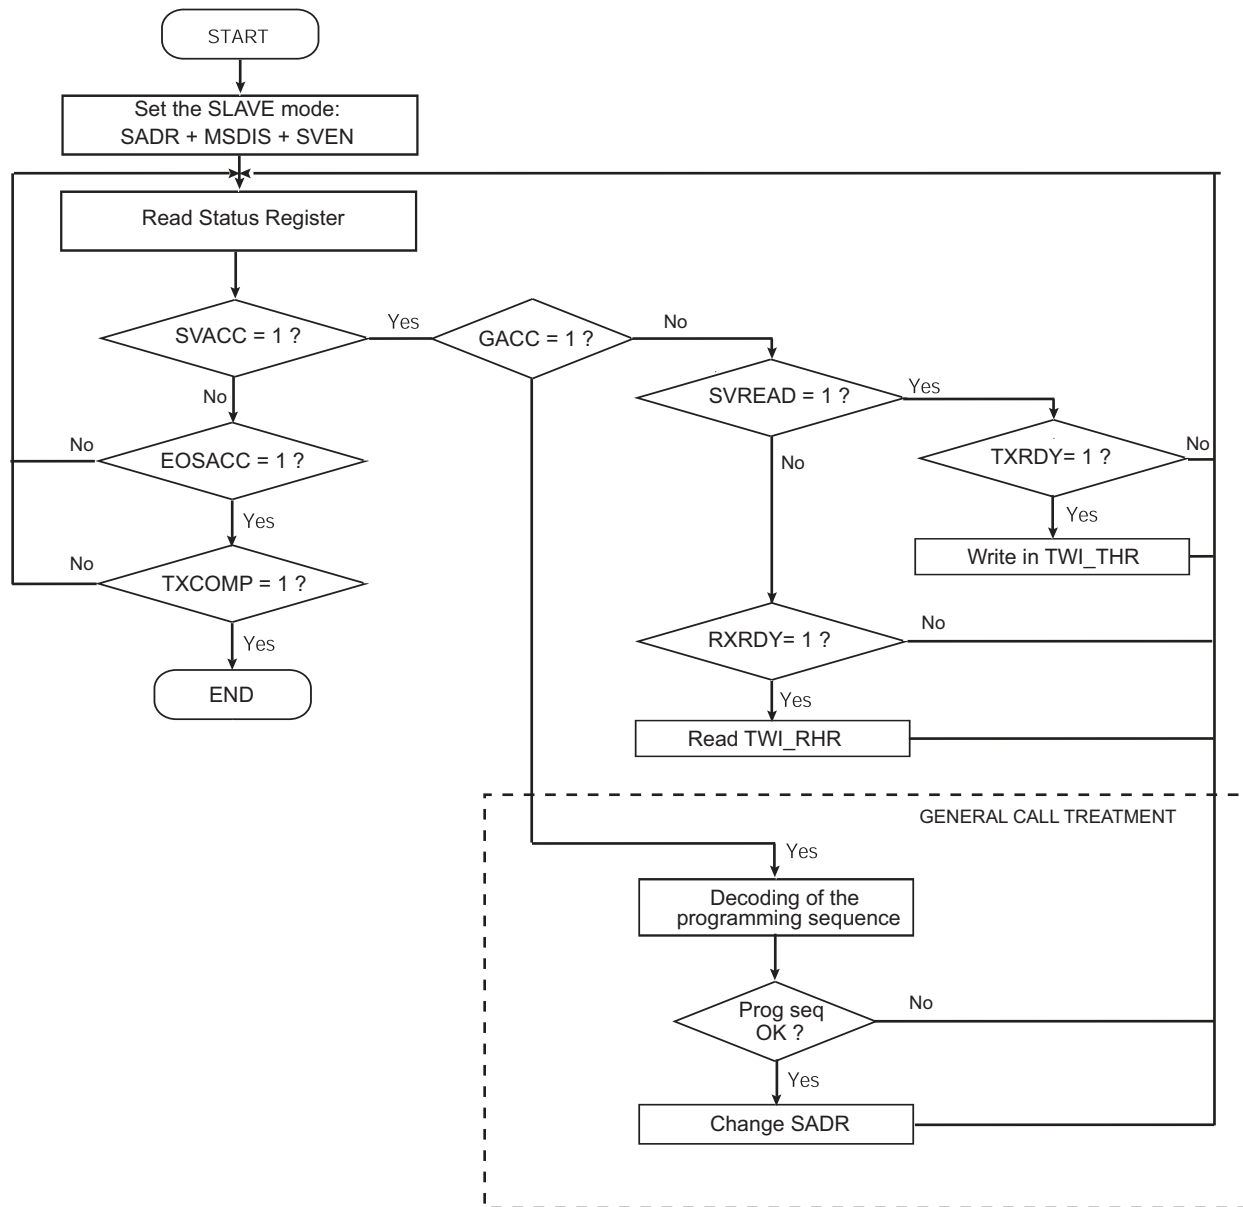 START
Set the SLAVE mode:
SADR + MSDIS + SVEN
Read Status Register
SVACC = 1 ?
Yes
GACC = 1 ?
No
SVREAD = 1 ?
Yes
No
EOSACC = 1 ?
No
TXRDY= 1 ?
No
No
Yes
Yes
Write in TWI_THR
No
TXCOMP = 1 ?
Yes
END
RXRDY= 1 ?
No
Yes
Read TWI_RHR
GENERAL CALL TREATMENT
Yes
Decoding of the
programming sequence
Prog seq
OK ?
No
Yes
Change SADR